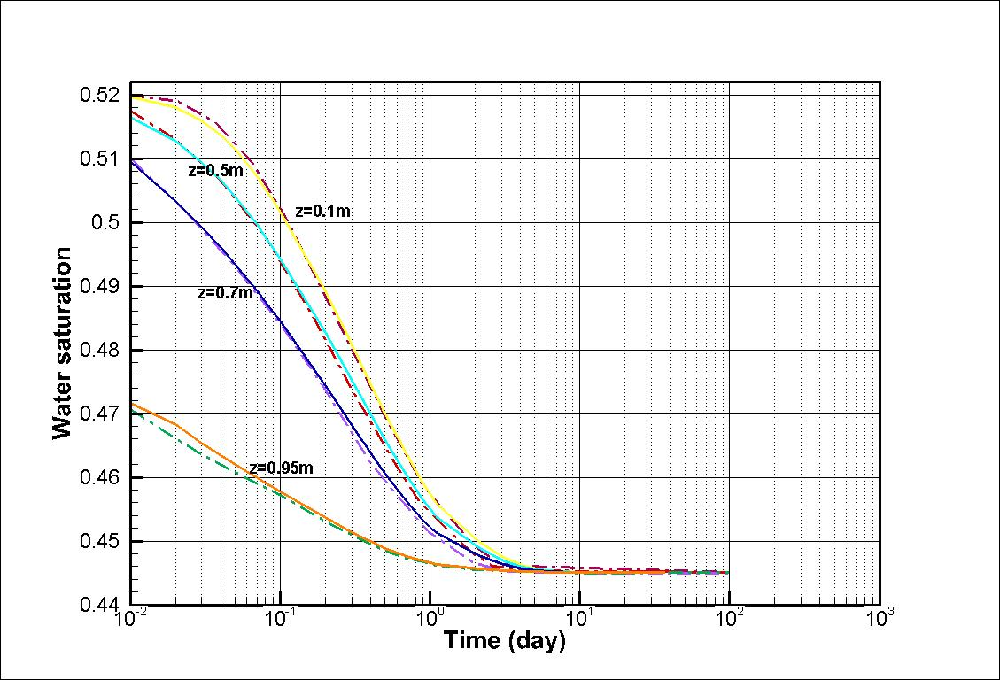 0.52
0.51
0.5
0.49
0.48
0.47
0.46
0.45
0.44
Water saturation
z=0.5m
z=0.1m
z=0.7m
z=0.95m
10⁻² 10⁻¹ 10⁰ 10¹ 10² 10³
Time (day)